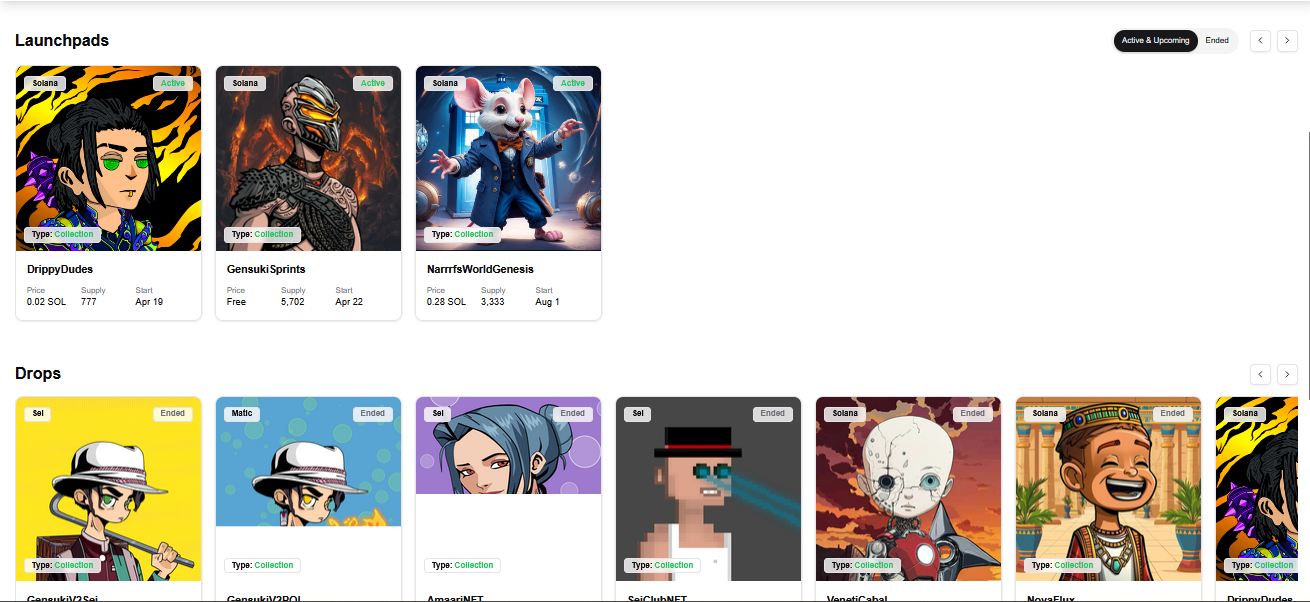 Launchpads
Active & Upcoming Ended
Solana Active
Type: Collection
DrippyDudes
Price Supply Start
0.02 SOL 777 Apr 19
Solana Active
Type: Collection
GensukiSprints
Price Supply Start
Free 5,702 Apr 22
Solana Active
Type: Collection
NarrrfsWorldGenesis
Price Supply Start
0.28 SOL 3,333 Aug 1
Drops
Sei Ended
Type: Collection
GensukiV2Sei
Matic Ended
Type: Collection
GensukiV2POL
Sei Ended
Type: Collection
AmaariNFT
Sei Ended
Type: Collection
SeiClubNFT
Solana Ended
Type: Collection
VenetiCabal
Solana Ended
Type: Collection
NovaFlux
Solana
Type: Collection
DrippyDudes